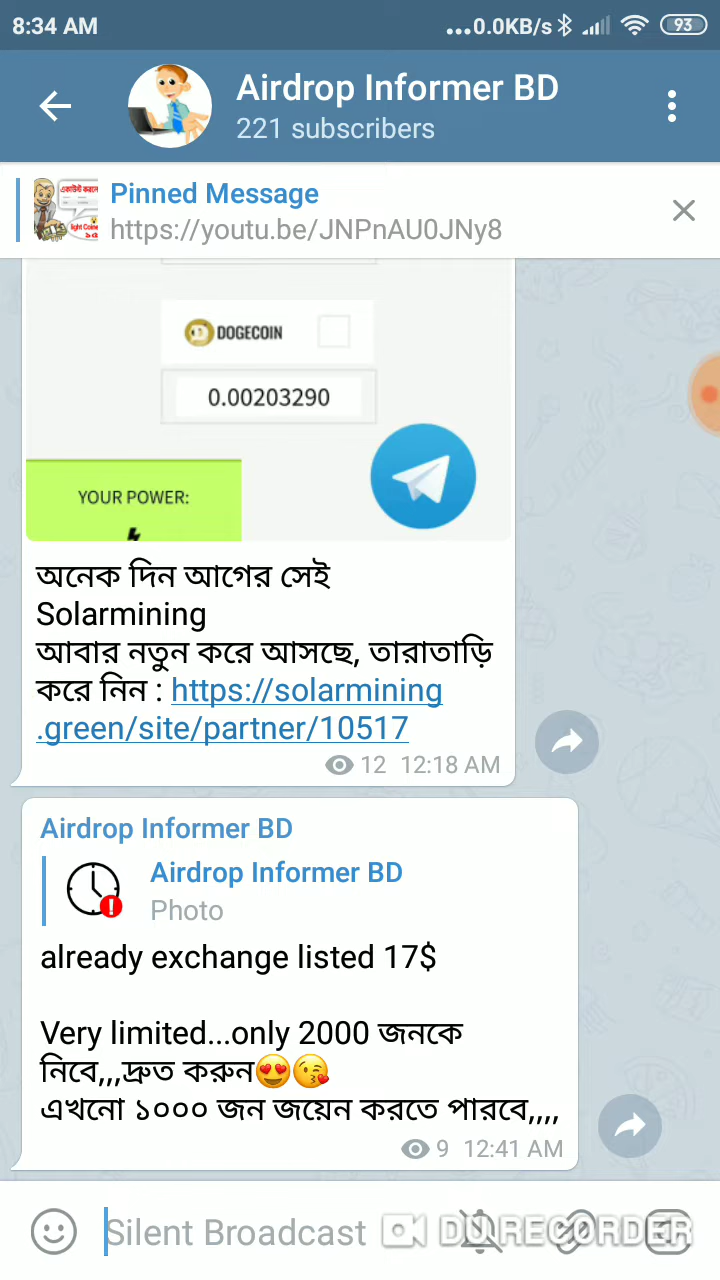 8:34 AM
...0.0KB/s
93
Airdrop Informer BD
221 subscribers
Pinned Message
https://youtu.be/JNPnAU0JNy8
DOGECOIN
0.00203290
YOUR POWER:
অনেক দিন আগের সেই
Solarmining
আবার নতুন করে আসছে, তারাতাড়ি
করে নিন : https://solarmining
.green/site/partner/10517
12 12:18 AM
Airdrop Informer BD
Airdrop Informer BD
Photo
already exchange listed 17$
Very limited...only 2000 জনকে
নিবে,,,দ্রুত করুন😍😘
এখনো ১০০০ জন জয়েন করতে পারবে,,,,
9 12:41 AM
Silent Broadcast
DU RECORDER